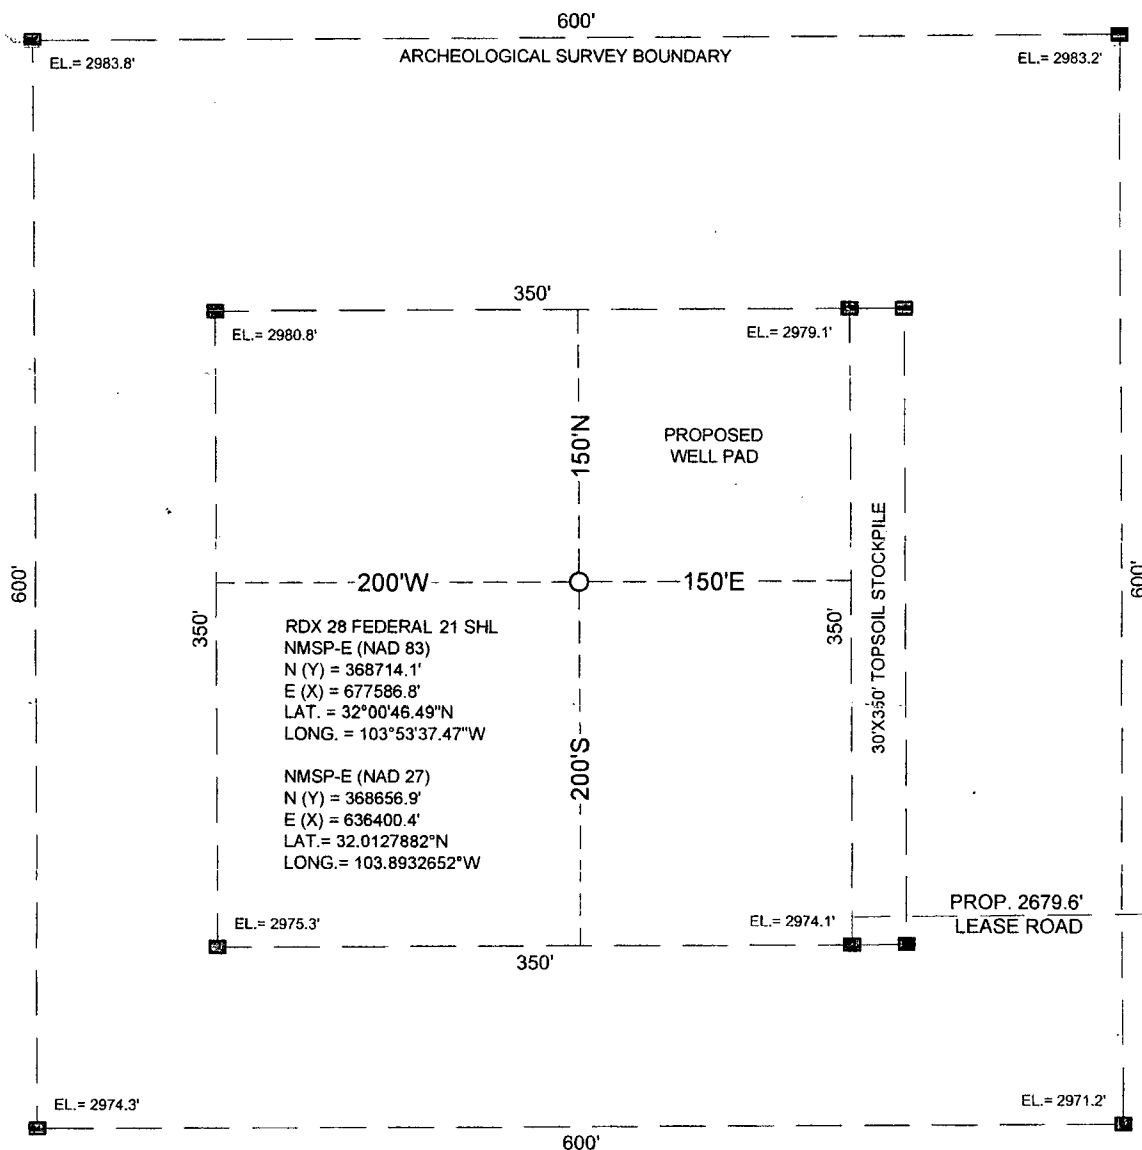 600'
ARCHEOLOGICAL SURVEY BOUNDARY
EL.= 2983.8'
EL.= 2983.2'
350'
EL.= 2980.8'
EL.= 2979.1'
150'N
PROPOSED
WELL PAD
600'
200'W
150'E
600'
350'
350'
30'X350' TOPSOIL STOCKPILE
RDX 28 FEDERAL 21 SHL
NMSP-E (NAD 83)
N (Y) = 368714.1'
E (X) = 677586.8'
LAT. = 32°00'46.49"N
LONG. = 103°53'37.47"W
200'S
NMSP-E (NAD 27)
N (Y) = 368656.9'
E (X) = 636400.4'
LAT.= 32.0127882°N
LONG.= 103.8932652°W
EL.= 2975.3'
EL.= 2974.1'
PROP. 2679.6'
LEASE ROAD
350'
EL.= 2974.3'
EL.= 2971.2'
600'